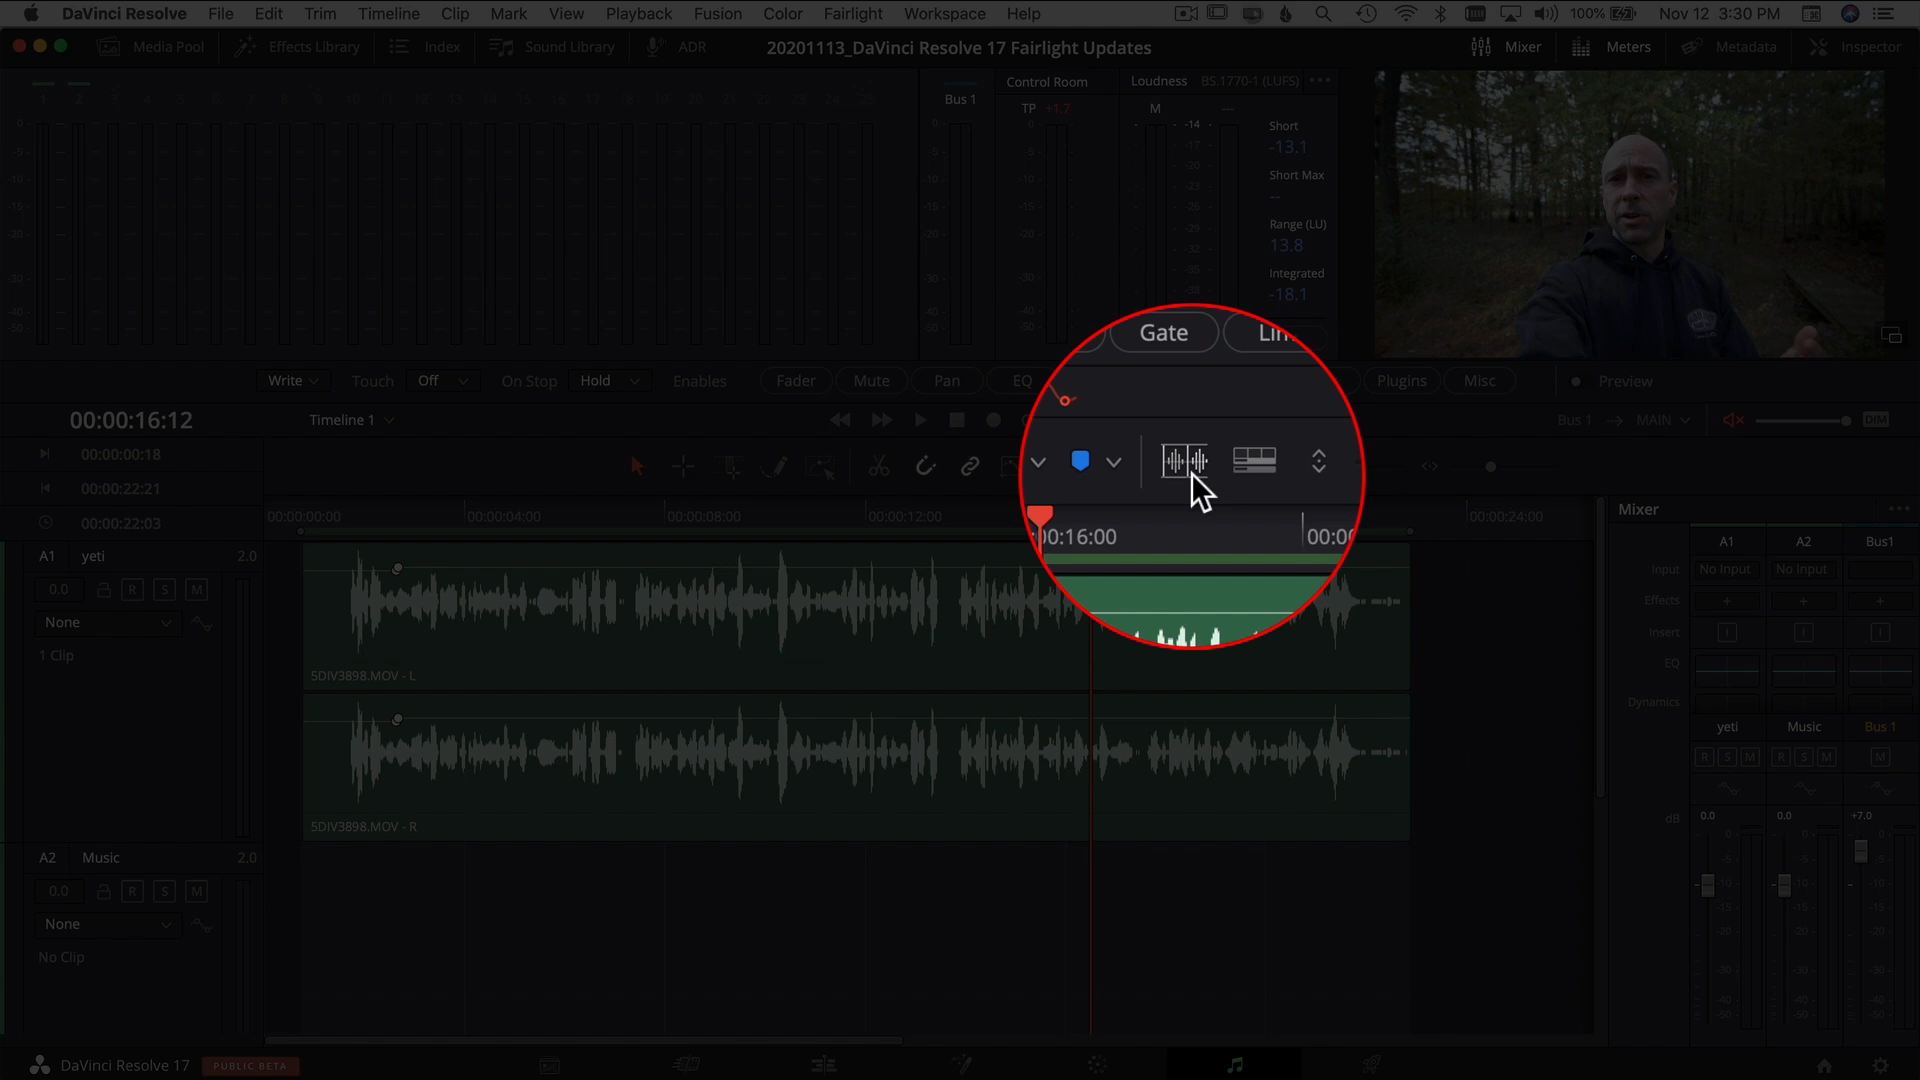 DaVinci Resolve File Edit Trim Timeline Clip Mark View Playback Fusion Color Fairlight Workspace Help 100% Nov 12 3:30 PM
Media Pool Effects Library Index Sound Library ADR 20201113_DaVinci Resolve 17 Fairlight Updates Mixer Meters Metadata Inspector
Bus 1 Control Room Loudness BS.1770-1 (LUFS)
TP +1.7 M
Short
-13.1
Short Max
--
Range (LU)
13.8
Integrated
-18.1
Gate Lim
Write Touch Off On Stop Hold Enables Fader Mute Pan EQ Plugins Misc Preview
00:00:16:12 Timeline 1 Bus 1 MAIN DIM
00:00:00:18
00:00:22:21
00:00:22:03
00:00:00:00 00:00:04:00 00:00:08:00 00:00:12:00 00:16:00 00:00 00:00:24:00
Mixer
A1 yeti 2.0
0.0 R S M
None
1 Clip
5DIV3898.MOV - L
5DIV3898.MOV - R
A2 Music 2.0
0.0 R S M
None
No Clip
A1 A2 Bus1
Input No Input No Input
Effects + + +
Insert
EQ
Dynamics
yeti Music Bus 1
R S M R S M M
dB 0.0 0.0 +7.0
DaVinci Resolve 17 PUBLIC BETA